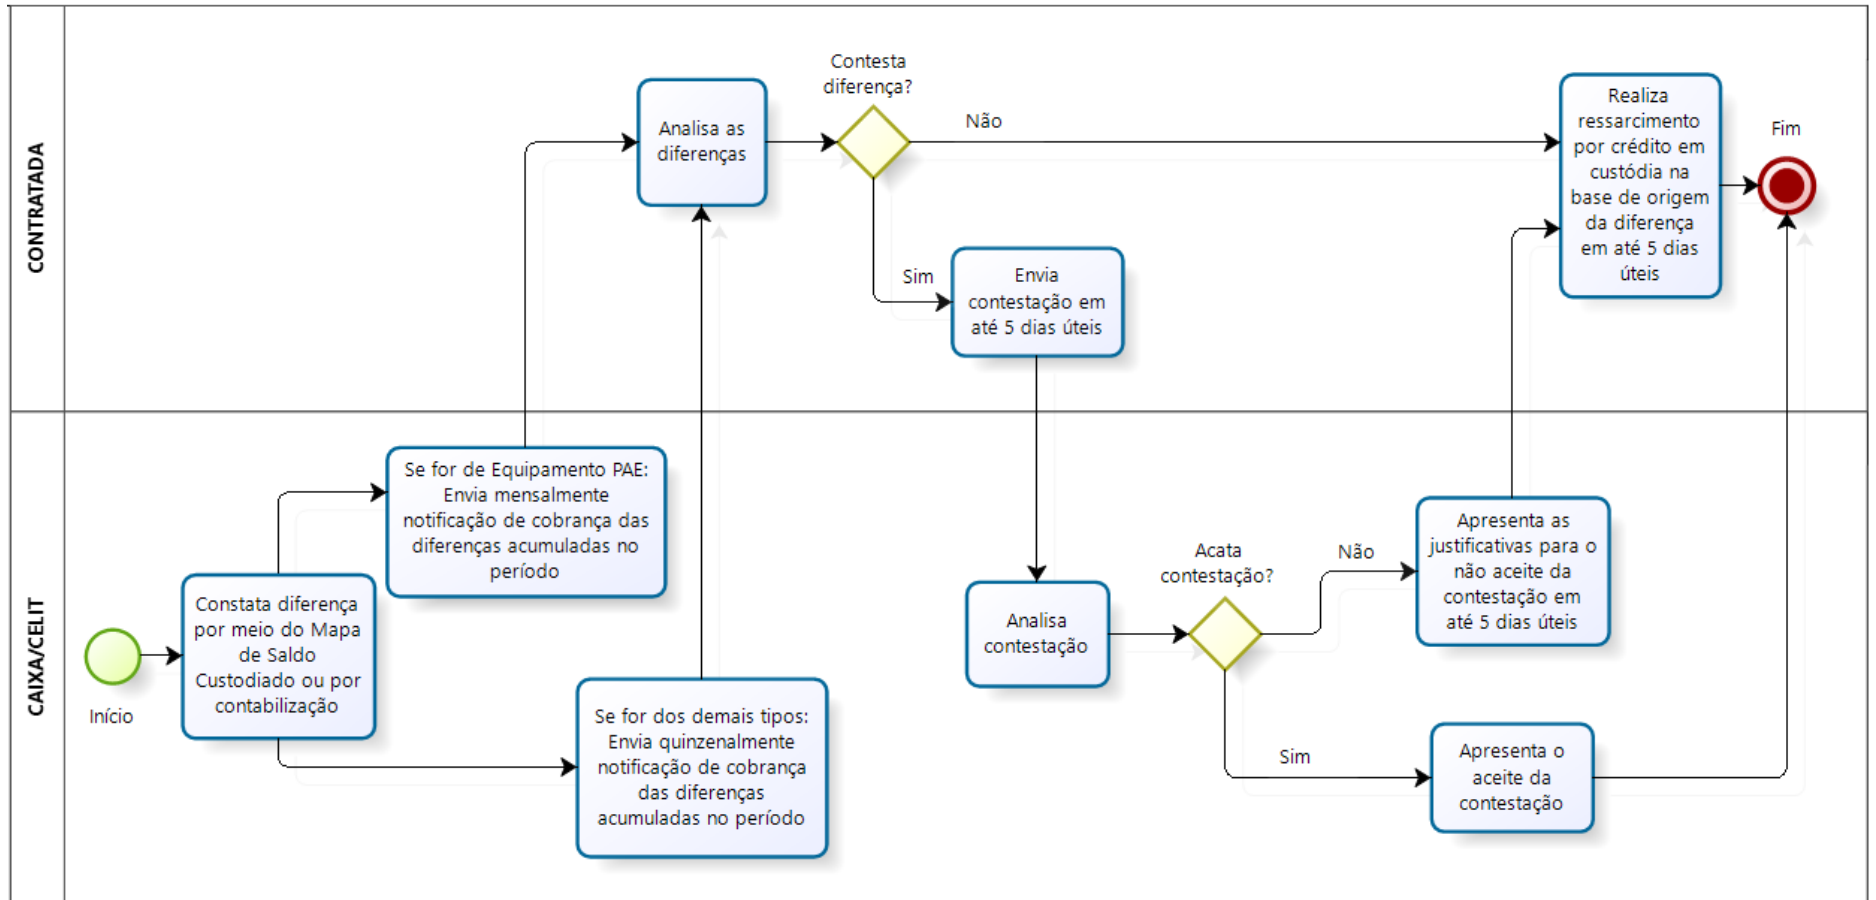 CONTRATADA
Contesta
diferença?
Analisa as
diferenças
Não
Sim
Envia
contestação em
até 5 dias úteis
Realiza
ressarcimento
por crédito em
custódia na
base de origem
da diferença
em até 5 dias
úteis
Fim
CAIXA/CELIT
Início
Constata diferença
por meio do Mapa
de Saldo
Custodiado ou por
contabilização
Se for de Equipamento PAE:
Envia mensalmente
notificação de cobrança das
diferenças acumuladas no
período
Se for dos demais tipos:
Envia quinzenalmente
notificação de cobrança
das diferenças
acumuladas no período
Analisa
contestação
Acata
contestação?
Não
Apresenta as
justificativas para o
não aceite da
contestação em
até 5 dias úteis
Sim
Apresenta o
aceite da
contestação